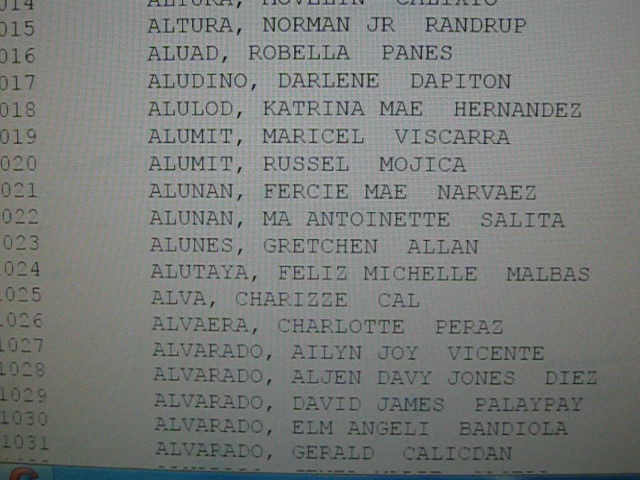 014 ALTURA, MOVELYN CALIXTO
015 ALTURA, NORMAN JR RANDRUP
016 ALUAD, ROBELLA PANES
017 ALUDINO, DARLENE DAPITON
018 ALULOD, KATRINA MAE HERNANDEZ
019 ALUMIT, MARICEL VISCARRA
020 ALUMIT, RUSSEL MOJICA
021 ALUNAN, FERCIE MAE NARVAEZ
022 ALUNAN, MA ANTOINETTE SALITA
023 ALUNES, GRETCHEN ALLAN
024 ALUTAYA, FELIZ MICHELLE MALBAS
1025 ALVA, CHARIZZE CAL
1026 ALVAERA, CHARLOTTE PERAZ
1027 ALVARADO, AILYN JOY VICENTE
1028 ALVARADO, ALJEN DAVY JONES DIEZ
1029 ALVARADO, DAVID JAMES PALAYPAY
1030 ALVARADO, ELM ANGELI BANDIOLA
1031 ALVARADO, GERALD CALICDAN